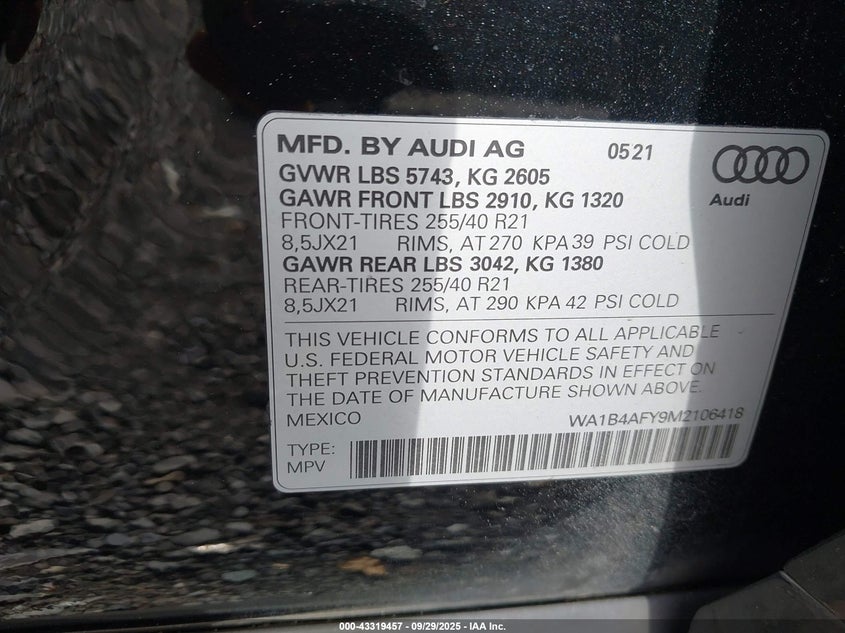 MFD. BY AUDI AG 0521
GVWR LBS 5743, KG 2605
GAWR FRONT LBS 2910, KG 1320
Audi
FRONT-TIRES 255/40 R21
8,5JX21 RIMS, AT 270 KPA 39 PSI COLD
GAWR REAR LBS 3042, KG 1380
REAR-TIRES 255/40 R21
8,5JX21 RIMS, AT 290 KPA 42 PSI COLD
THIS VEHICLE CONFORMS TO ALL APPLICABLE
U.S. FEDERAL MOTOR VEHICLE SAFETY AND
THEFT PREVENTION STANDARDS IN EFFECT ON
THE DATE OF MANUFACTURE SHOWN ABOVE.
MEXICO WA1B4AFY9M2106418
TYPE:
MPV
000-43319457 - 09/29/2025 - IAA Inc.